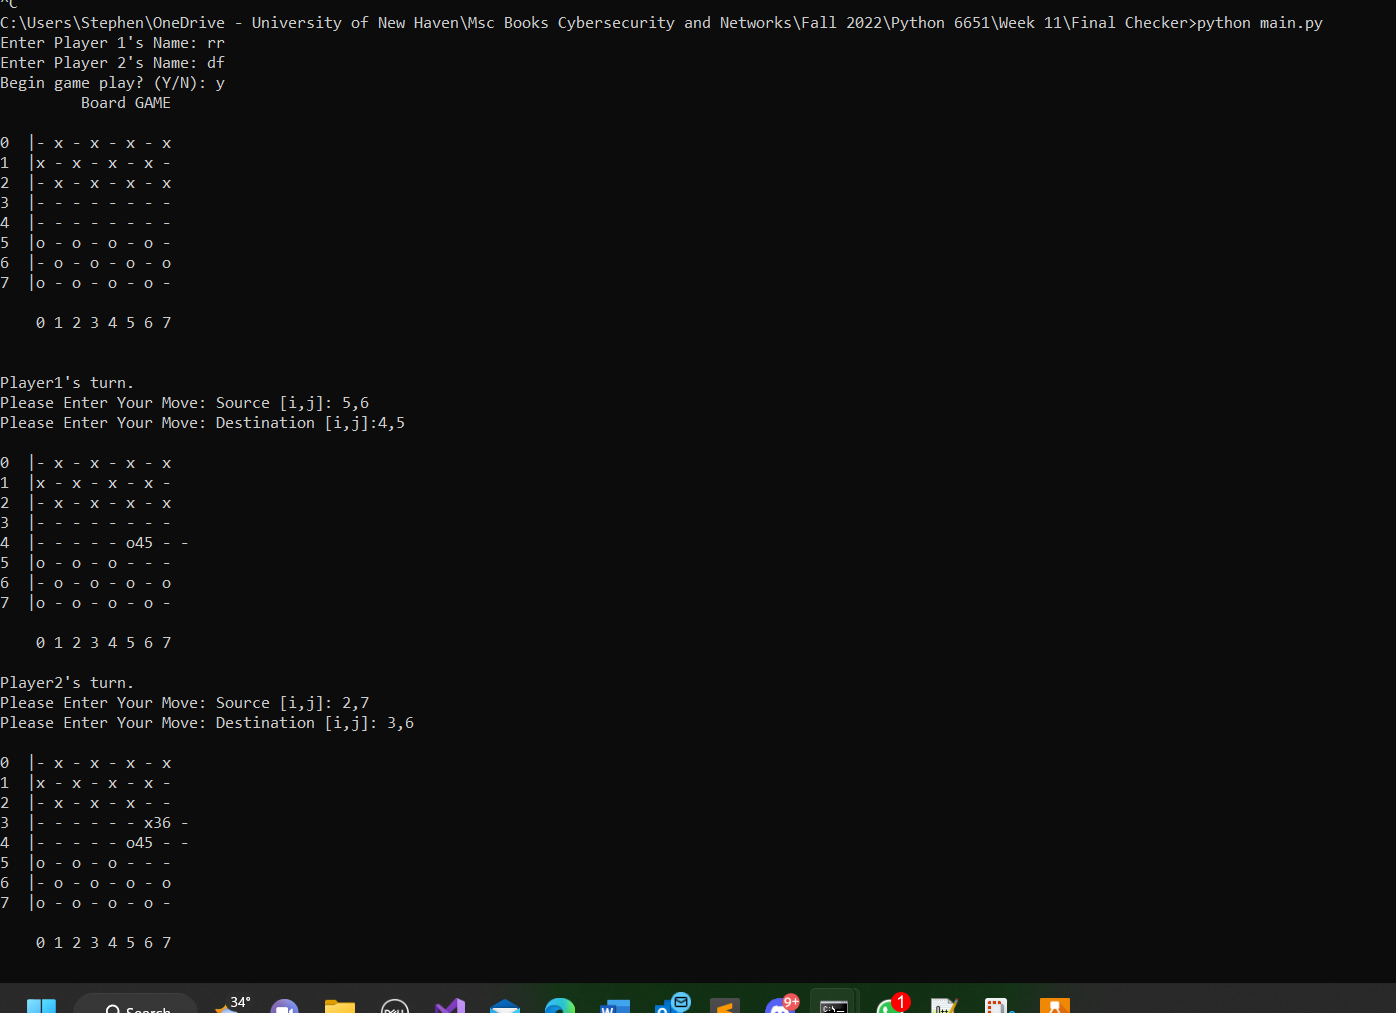 ^C
C:\Users\Stephen\OneDrive - University of New Haven\Msc Books Cybersecurity and Networks\Fall 2022\Python 6651\Week 11\Final Checker>python main.py
Enter Player 1's Name: rr
Enter Player 2's Name: df
Begin game play? (Y/N): y
         Board GAME

0  |- x - x - x - x
1  |x - x - x - x -
2  |- x - x - x - x
3  |- - - - - - - -
4  |- - - - - - - -
5  |o - o - o - o -
6  |- o - o - o - o
7  |o - o - o - o -

    0 1 2 3 4 5 6 7

Player1's turn.
Please Enter Your Move: Source [i,j]: 5,6
Please Enter Your Move: Destination [i,j]:4,5

0  |- x - x - x - x
1  |x - x - x - x -
2  |- x - x - x - x
3  |- - - - - - - -
4  |- - - - - o45 - -
5  |o - o - o - - -
6  |- o - o - o - o
7  |o - o - o - o -

    0 1 2 3 4 5 6 7

Player2's turn.
Please Enter Your Move: Source [i,j]: 2,7
Please Enter Your Move: Destination [i,j]: 3,6

0  |- x - x - x - x
1  |x - x - x - x -
2  |- x - x - x - -
3  |- - - - - - x36 -
4  |- - - - - o45 - -
5  |o - o - o - - -
6  |- o - o - o - o
7  |o - o - o - o -

    0 1 2 3 4 5 6 7

Search 34° DELL W 9+ C:\_ 1